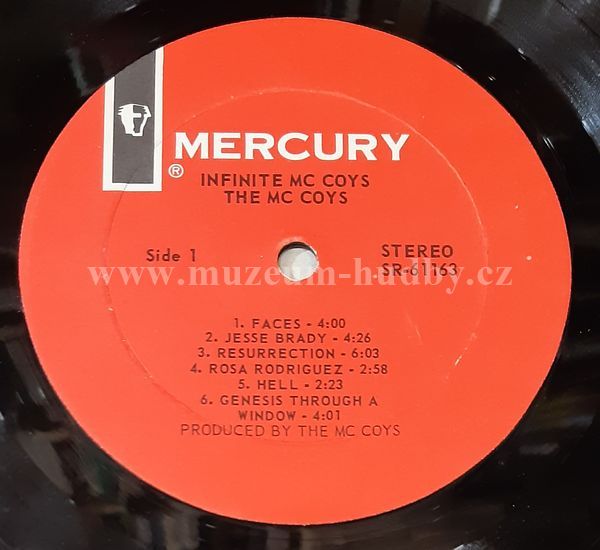 MERCURY
®
INFINITE MC COYS
THE MC COYS
Side 1
STEREO
SR-61163
www.muzeum-hudby.cz
1. FACES - 4:00
2. JESSE BRADY - 4:26
3. RESURRECTION - 6:03
4. ROSA RODRIGUEZ - 2:58
5. HELL - 2:23
6. GENESIS THROUGH A
WINDOW - 4:01
PRODUCED BY THE MC COYS